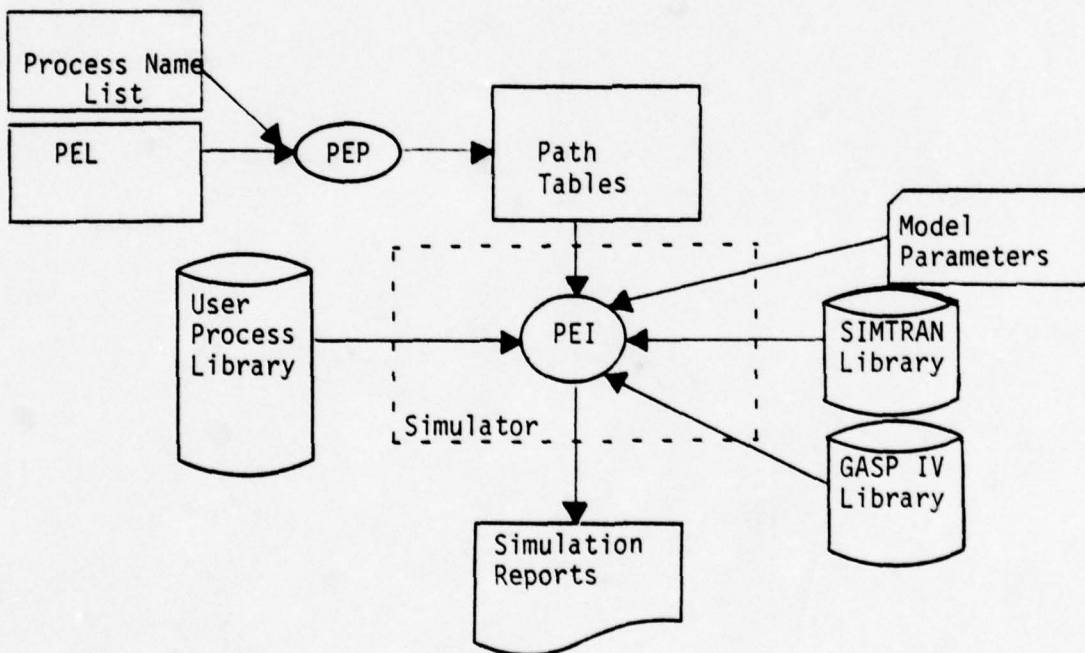 Process Name
List
PEL
PEP
Path
Tables
Model
Parameters
User
Process
Library
PEI
SIMTRAN
Library
Simulator
GASP IV
Library
Simulation
Reports